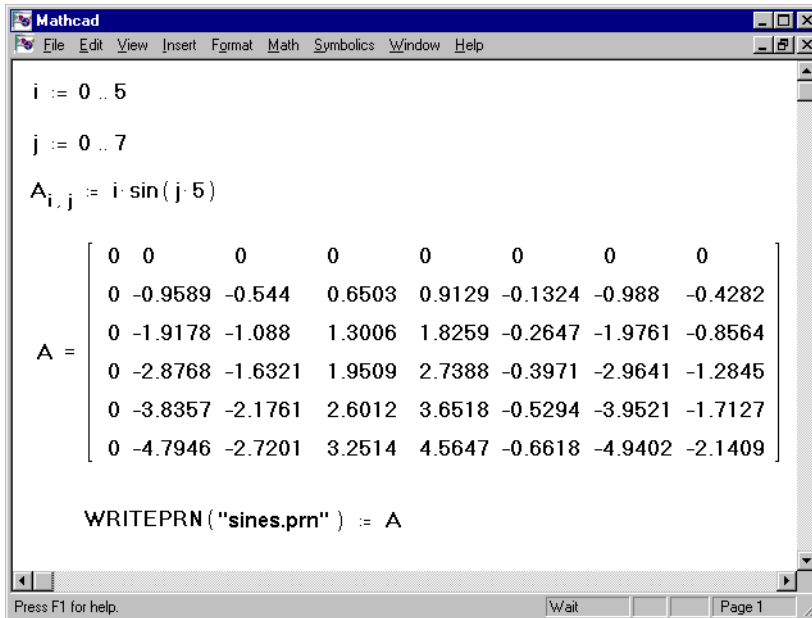 Mathcad
File Edit View Insert Format Math Symbolics Window Help
i := 0 .. 5
j := 0 .. 7
A i, j := i · sin ( j · 5 )
0 0 0 0 0 0 0 0
0 -0.9589 -0.544 0.6503 0.9129 -0.1324 -0.988 -0.4282
0 -1.9178 -1.088 1.3006 1.8259 -0.2647 -1.9761 -0.8564
A = 0 -2.8768 -1.6321 1.9509 2.7388 -0.3971 -2.9641 -1.2845
0 -3.8357 -2.1761 2.6012 3.6518 -0.5294 -3.9521 -1.7127
0 -4.7946 -2.7201 3.2514 4.5647 -0.6618 -4.9402 -2.1409
WRITEPRN ( "sines.prn" ) := A
Press F1 for help. Wait Page 1